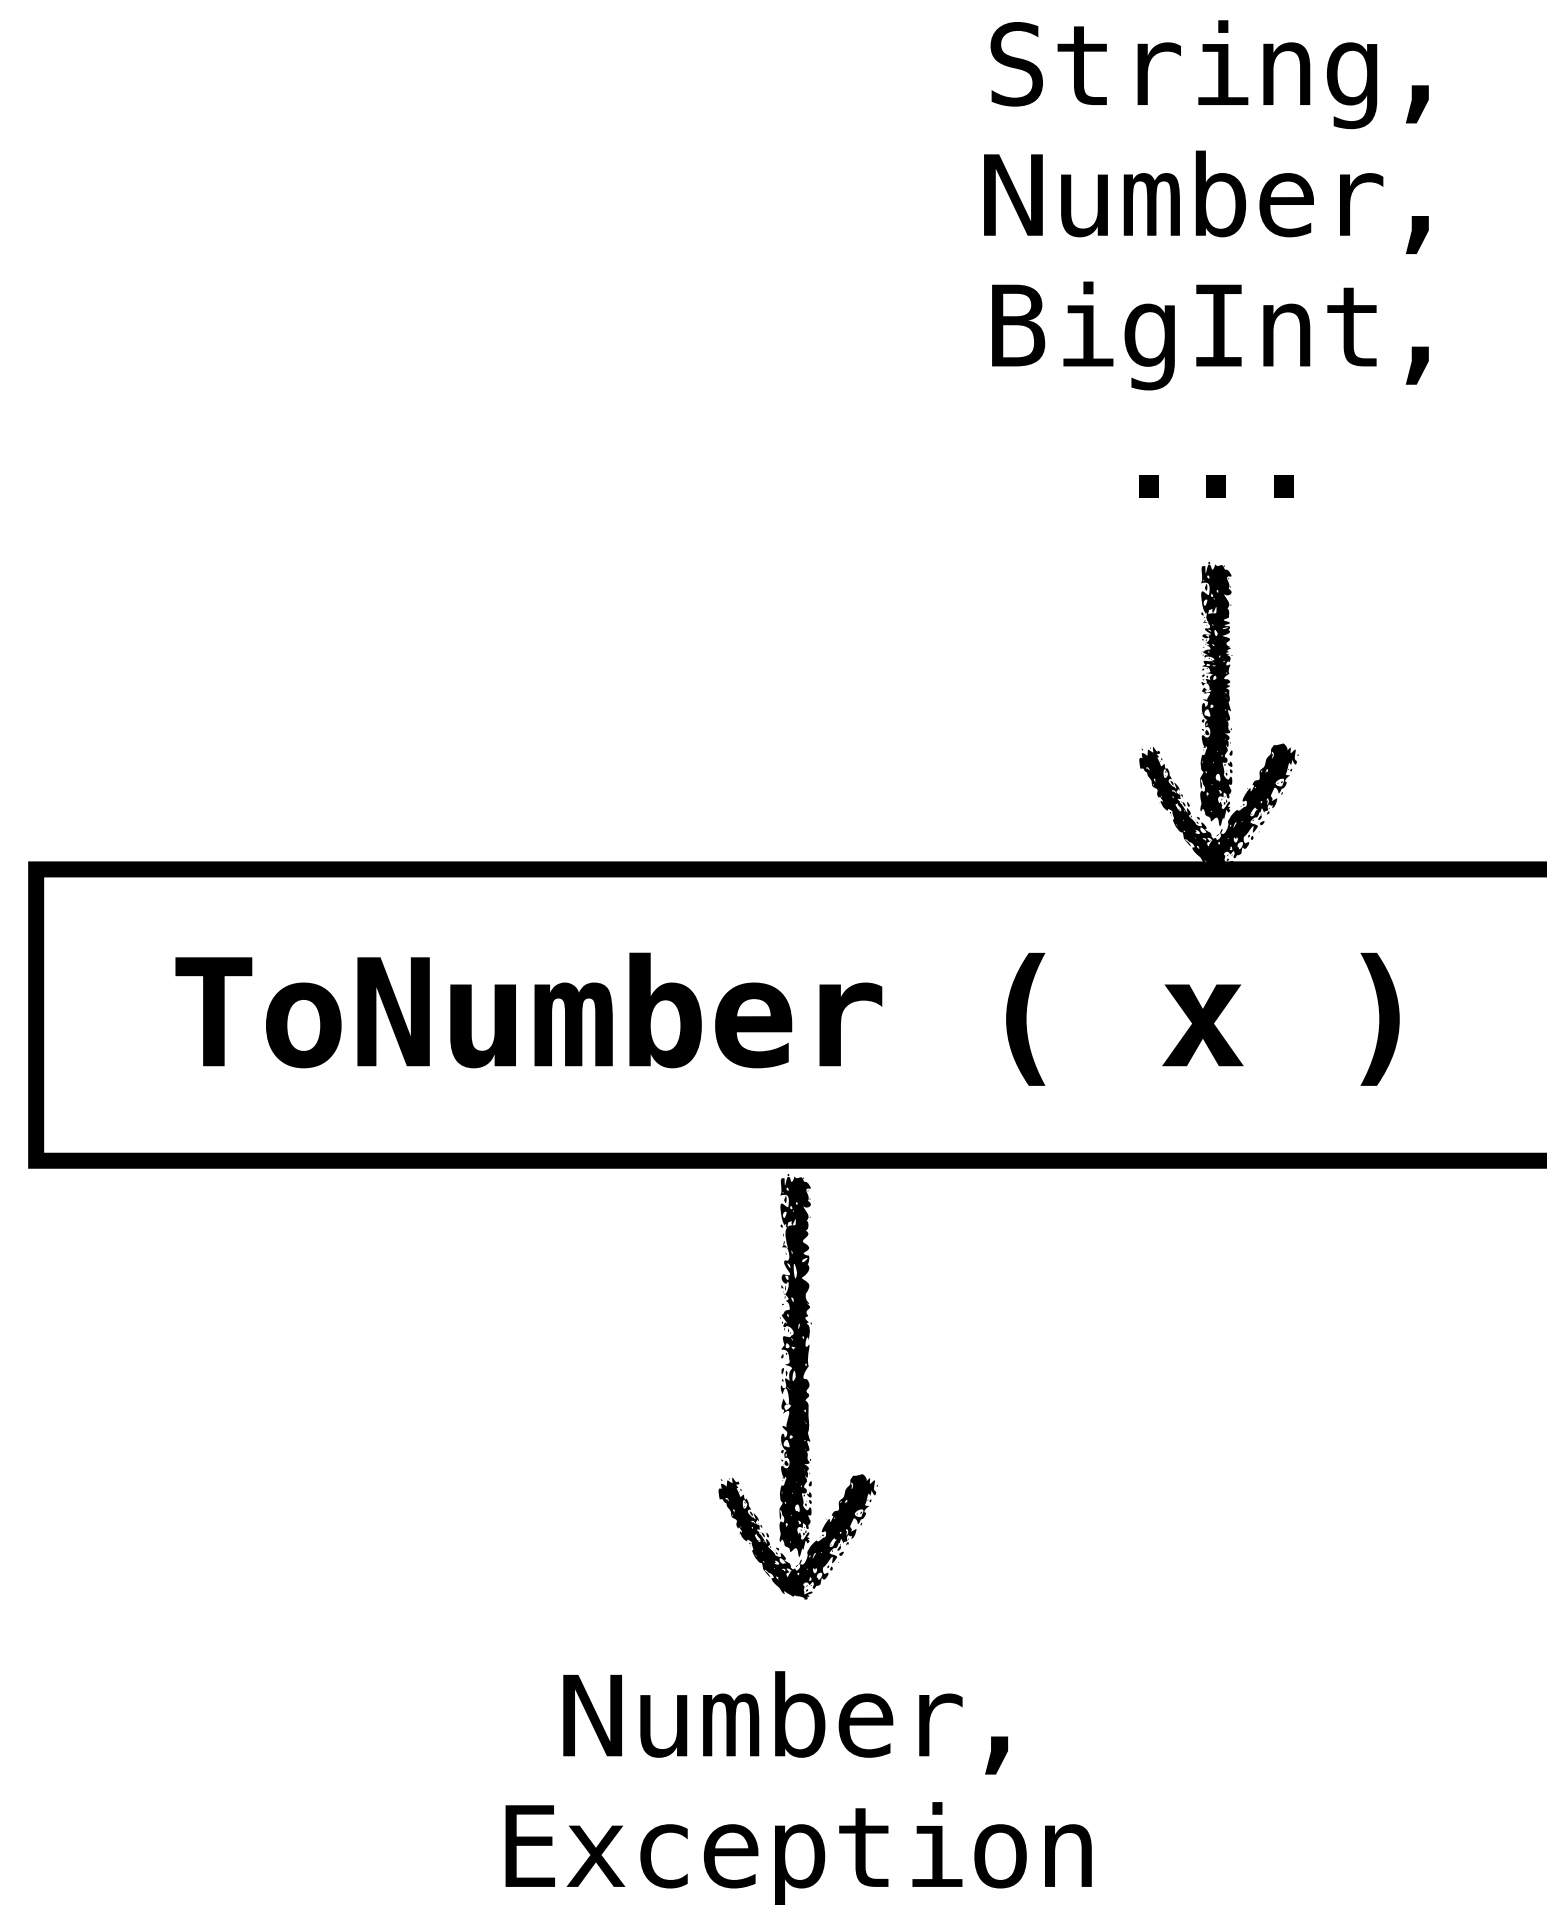 String,
Number,
BigInt,
...
ToNumber ( x )
Number,
Exception